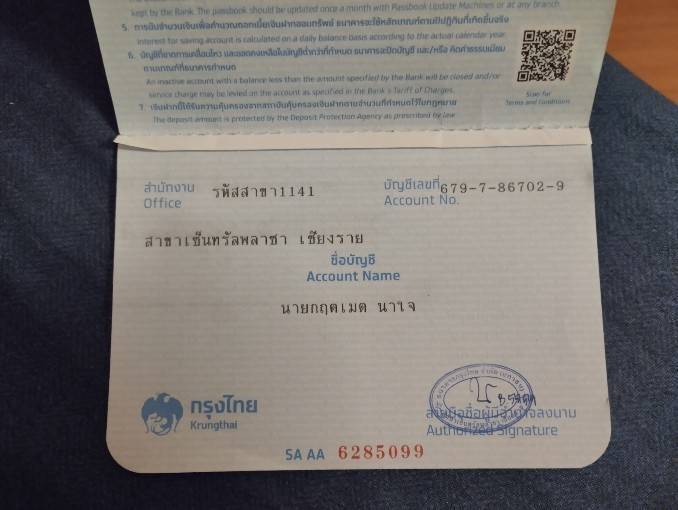 kept by the Bank. The passbook should be updated once a month with Passbook Update Machines or at any branch.
5. การนับจำนวนเงินเพื่อคำนวณดอกเบี้ยเงินฝากออมทรัพย์ ธนาคารจะใช้หลักเกณฑ์ตามปีปฏิทินที่เกิดขึ้นจริง
Interest for saving account is calculated on a daily balance basis according to the actual calendar year.
6. บัญชีที่ขาดการเคลื่อนไหว และยอดคงเหลือในบัญชีต่ำกว่าที่กำหนด ธนาคารจะปิดบัญชี และ/หรือ คิดค่าธรรมเนียม
ตามเกณฑ์ที่ธนาคารกำหนด
An inactive account with a balance less than the amount specified by the Bank will be closed and/or
service charge may be levied on the account as specified in the Bank's Tariff of Charges.
7. เงินฝากนี้ได้รับความคุ้มครองจากสถาบันคุ้มครองเงินฝากตามจำนวนที่กำหนดไว้ในกฎหมาย
The deposit amount is protected by the Deposit Protection Agency as prescribed by law
Scan for
Terms and Conditions
สำนักงาน รหัสสาขา1141
Office
บัญชีเลขที่ 679-7-86702-9
Account No.
สาขาเซ็นทรัลพลาซา เชียงราย
ชื่อบัญชี
Account Name
นายกฤตเมต นาใจ
กรุงไทย
Krungthai
ลายมือชื่อผู้มีอำนาจลงนาม
Authorized Signature
SA AA 6285099